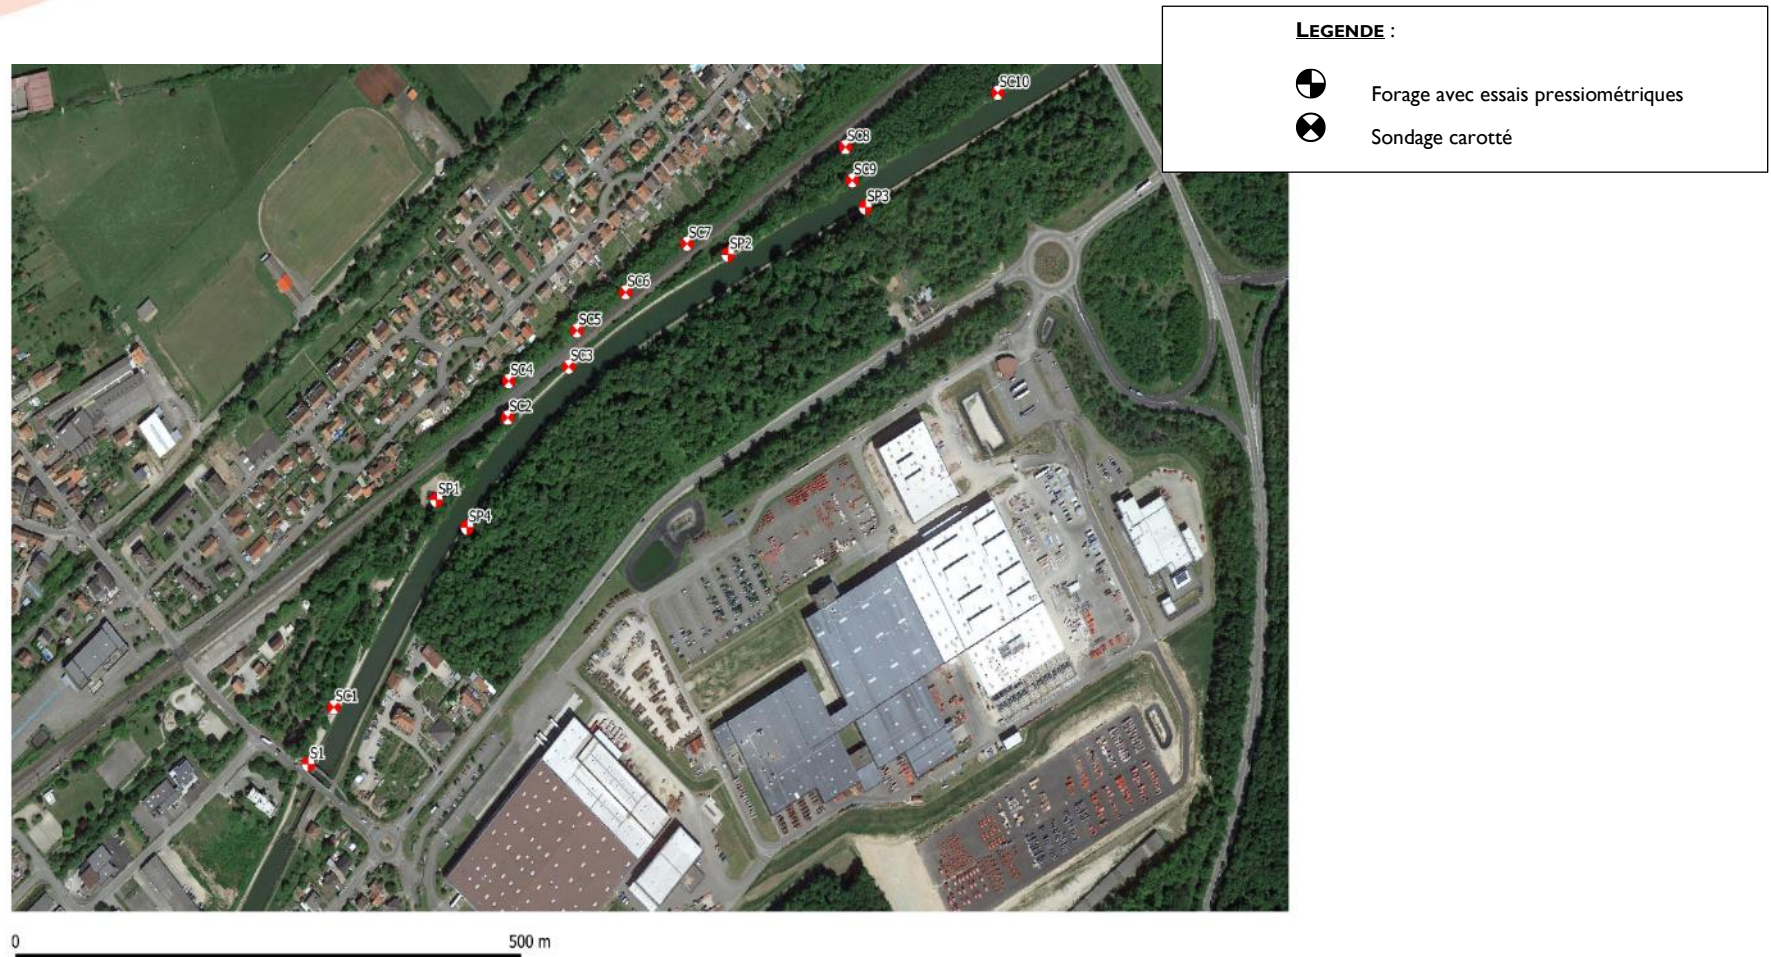 LEGENDE :
Forage avec essais pressiométriques
Sondage carotté
SC10
SC8
SC9
SP3
SC7
SP2
SC6
SC5
SC3
SC4
SC2
SP1
SP4
SC1
S1
0 500 m